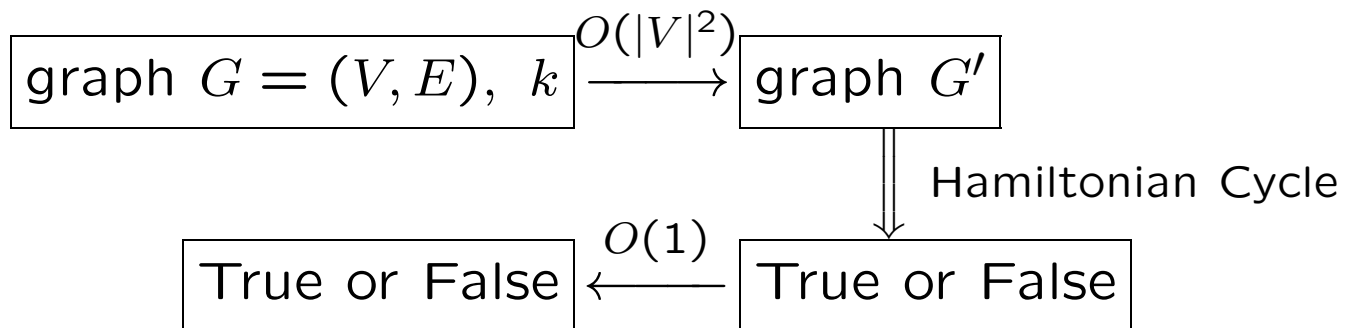 O(|V|²)
graph G = (V, E), k
graph G′
Hamiltonian Cycle
O(1)
True or False
True or False